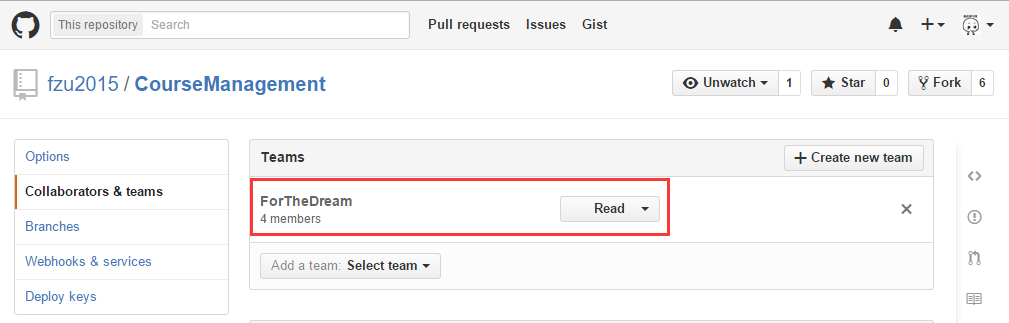 This repository Search Pull requests Issues Gist
fzu2015 / CourseManagement
Unwatch 1 Star 0 Fork 6
Options
Collaborators & teams
Branches
Webhooks & services
Deploy keys
Teams
Create new team
ForTheDream
4 members
Read
Add a team: Select team